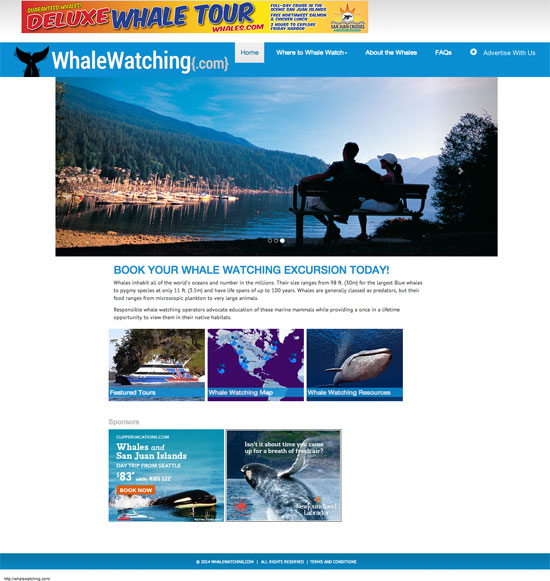 GUARANTEED WHALES!
DELUXE WHALE TOUR
WHALES.COM
FULL-DAY CRUISE IN THE
SCENIC SAN JUAN ISLANDS
FREE NORTHWEST SALMON
& CHICKEN LUNCH
2 HOURS TO EXPLORE
FRIDAY HARBOR
SAN JUAN CRUISES
WhaleWatching{.com}
Home
Where to Whale Watch
About the Whales
FAQs
Advertise With Us
BOOK YOUR WHALE WATCHING EXCURSION TODAY!
Whales inhabit all of the world's oceans and number in the millions. Their size ranges from 98 ft. (30m) for the largest Blue whales
to pygmy species at only 11 ft. (3.5m) and have life spans of up to 100 years. Whales are generally classed as predators, but their
food ranges from microscopic plankton to very large animals.
Responsible whale watching operators advocate education of these marine mammals while providing a once in a lifetime
opportunity to view them in their native habitats.
Featured Tours
Whale Watching Map
Whale Watching Resources
Sponsors
CLIPPERVACATIONS.COM
Whales and
San Juan Islands
DAY TRIP FROM SEATTLE
BOOK NOW
Isn't it about time you came
up for a breath of fresh air?
Newfoundland
Labrador
© 2014 WHALEWATCHING.COM | ALL RIGHTS RESERVED | TERMS AND CONDITIONS
http://whalewatching.com/